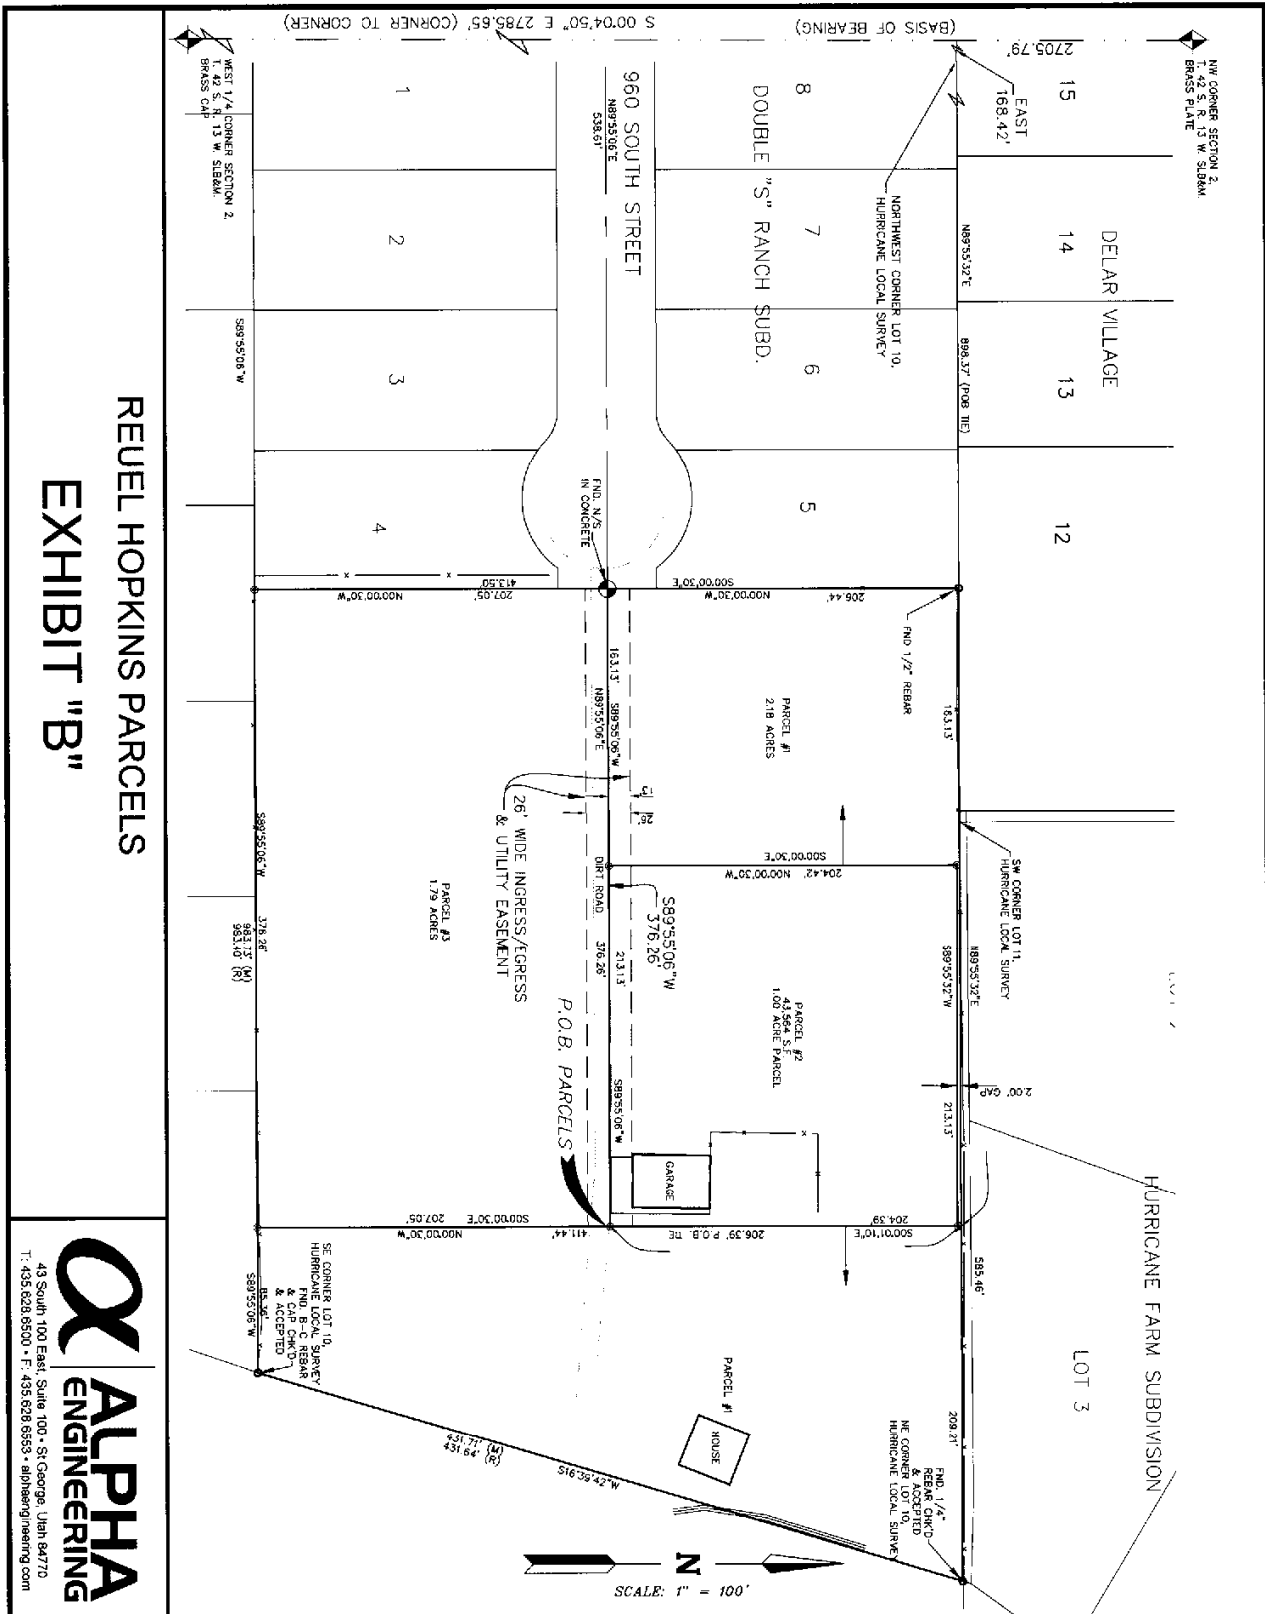 NW CORNER SECTION 2,
T. 42 S. R. 13 W. SLB&M.
BRASS PLATE
2705.79'
(BASIS OF BEARING)
S 00°04'50" E 2785.65' (CORNER TO CORNER)
WEST 1/4 CORNER SECTION 2,
T. 42 S. R. 13 W. SLB&M.
BRASS CAP
EAST
168.42'
DELAR VILLAGE
15
14
13
12
N89°55'32"E
898.37' (POB TIE)
NORTHWEST CORNER LOT 10,
HURRICANE LOCAL SURVEY
DOUBLE "S" RANCH SUBD.
8
7
6
5
960 SOUTH STREET
N89°55'06"E
538.61'
1
2
3
4
S89°55'06"W
FND. N/S
IN CONCRETE
FND 1/2" REBAR
S00°00'30"E
N00°00'30"W
206.44'
413.50'
207.05'
N00°00'30"W
163.13'
PARCEL #1
2.18 ACRES
163.13'
S89°55'06"W
N89°55'06"E
13'
26'
26' WIDE INGRESS/EGRESS
& UTILITY EASEMENT
DIRT ROAD
376.26'
213.13'
S89°55'06"W
S89°55'06"W
376.26'
S00°00'30"E
N00°00'30"W
204.42'
SW CORNER LOT 11,
HURRICANE LOCAL SURVEY
N89°55'32"E
S89°55'32"W
2.00' GAP
213.13'
PARCEL #2
43,564 S.F.
1.00 ACRE PARCEL
PARCEL #3
1.79 ACRES
S89°55'06"W
376.26'
983.73' (M)
983.40' (R)
P.O.B. PARCELS
GARAGE
S00°01'10"E
204.39'
206.39' P.O.B. TIE
411.44'
S00°00'30"E
N00°00'30"W
207.05'
585.46'
HURRICANE FARM SUBDIVISION
LOT 3
209.21'
FND. 1/4"
REBAR CHK'D
& ACCEPTED
NE CORNER LOT 10,
HURRICANE LOCAL SURVEY
PARCEL #1
HOUSE
S16°39'42"W
431.71' (M)
431.64' (R)
SE CORNER LOT 10,
HURRICANE LOCAL SURVEY
FND. B-C REBAR
& CAP CHK'D
& ACCEPTED
85.36'
S89°55'06"W
N
SCALE: 1" = 100'
REUEL HOPKINS PARCELS
EXHIBIT "B"
ALPHA
ENGINEERING
43 South 100 East, Suite 100 • St George, Utah 84770
T: 435.628.6500 • F: 435.628.6553 • alphaengineering.com